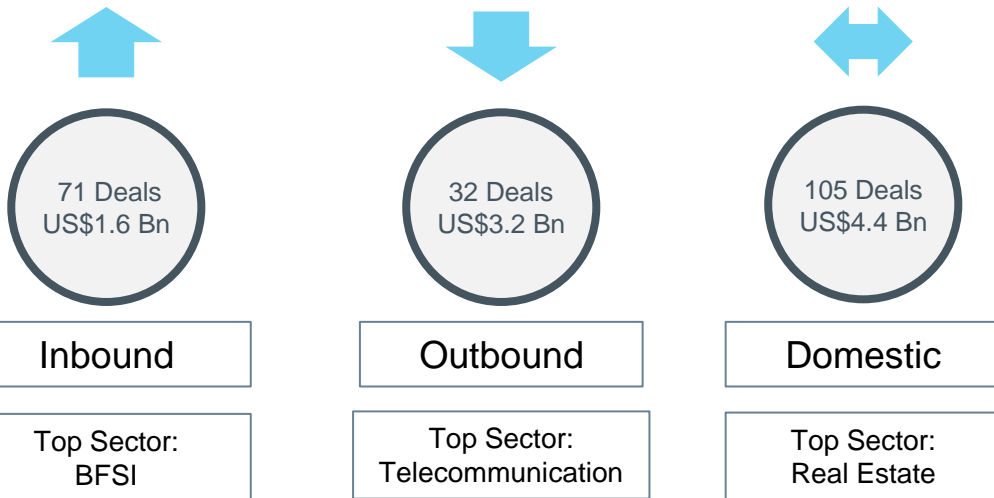 71 Deals
US$1.6 Bn
32 Deals
US$3.2 Bn
105 Deals
US$4.4 Bn
Inbound
Outbound
Domestic
Top Sector:
BFSI
Top Sector:
Telecommunication
Top Sector:
Real Estate